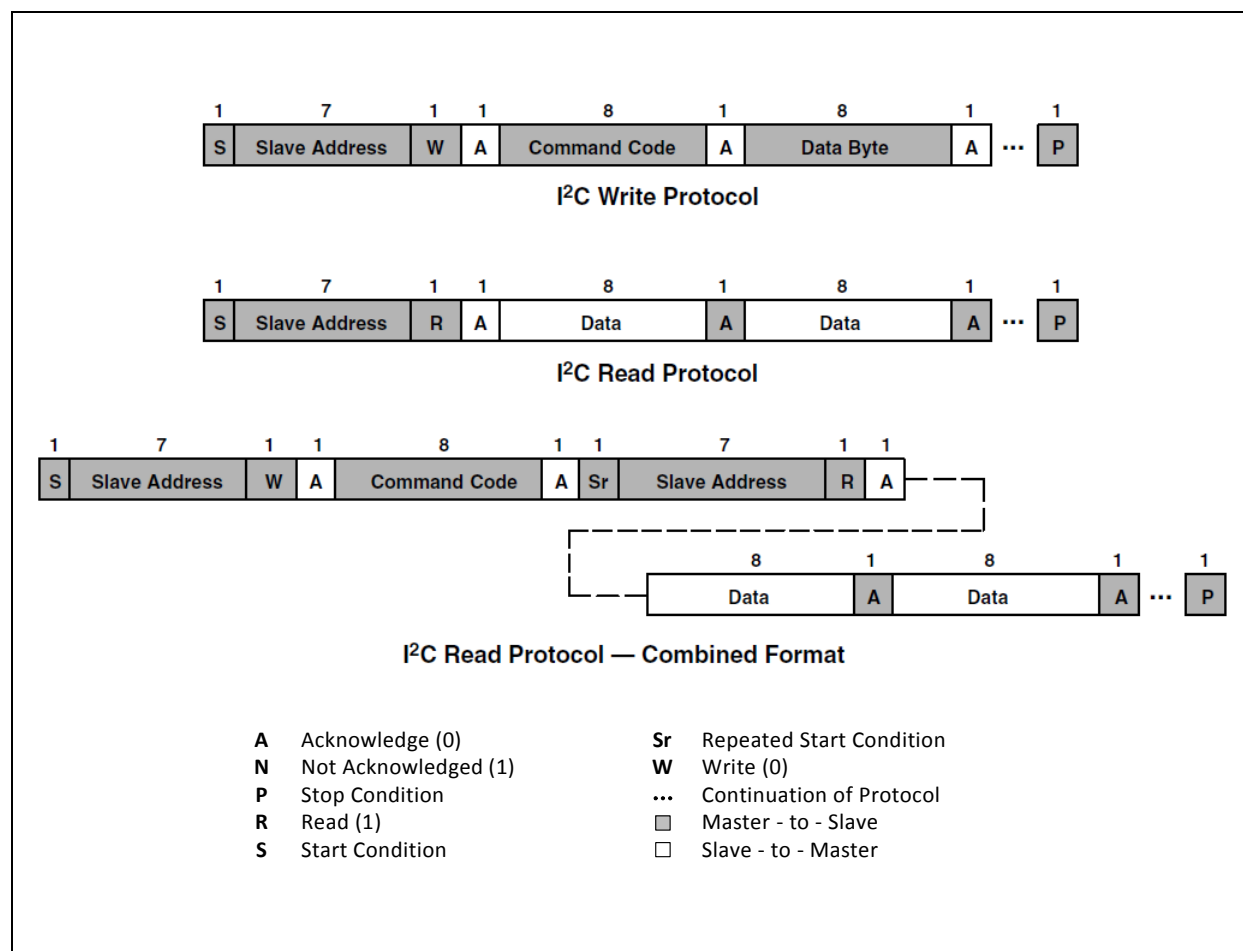 1 7 1 1 8 1 8 1 1
S Slave Address W A Command Code A Data Byte A ... P
I²C Write Protocol
1 7 1 1 8 1 8 1 1
S Slave Address R A Data A Data A ... P
I²C Read Protocol
1 7 1 1 8 1 1 7 1 1
S Slave Address W A Command Code A Sr Slave Address R A
8 1 8 1 1
Data A Data A ... P
I²C Read Protocol — Combined Format
A Acknowledge (0)
N Not Acknowledged (1)
P Stop Condition
R Read (1)
S Start Condition
Sr Repeated Start Condition
W Write (0)
... Continuation of Protocol
Master - to - Slave
Slave - to - Master